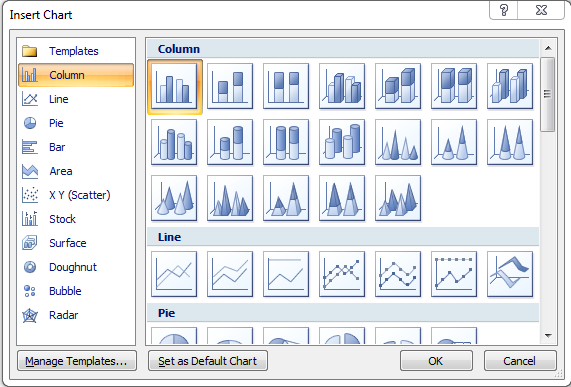 Insert Chart
Templates
Column
Line
Pie
Bar
Area
X Y (Scatter)
Stock
Surface
Doughnut
Bubble
Radar
Column
Line
Pie
Manage Templates...
Set as Default Chart
OK
Cancel